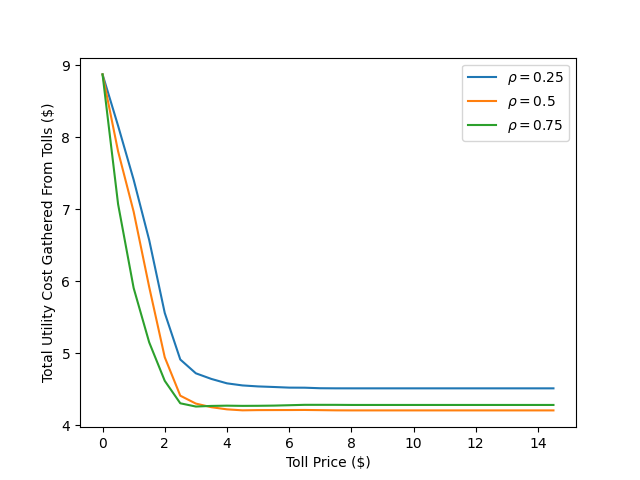 9
8
7
6
5
4
Total Utility Cost Gathered From Tolls ($)
ρ = 0.25
ρ = 0.5
ρ = 0.75
0 2 4 6 8 10 12 14
Toll Price ($)